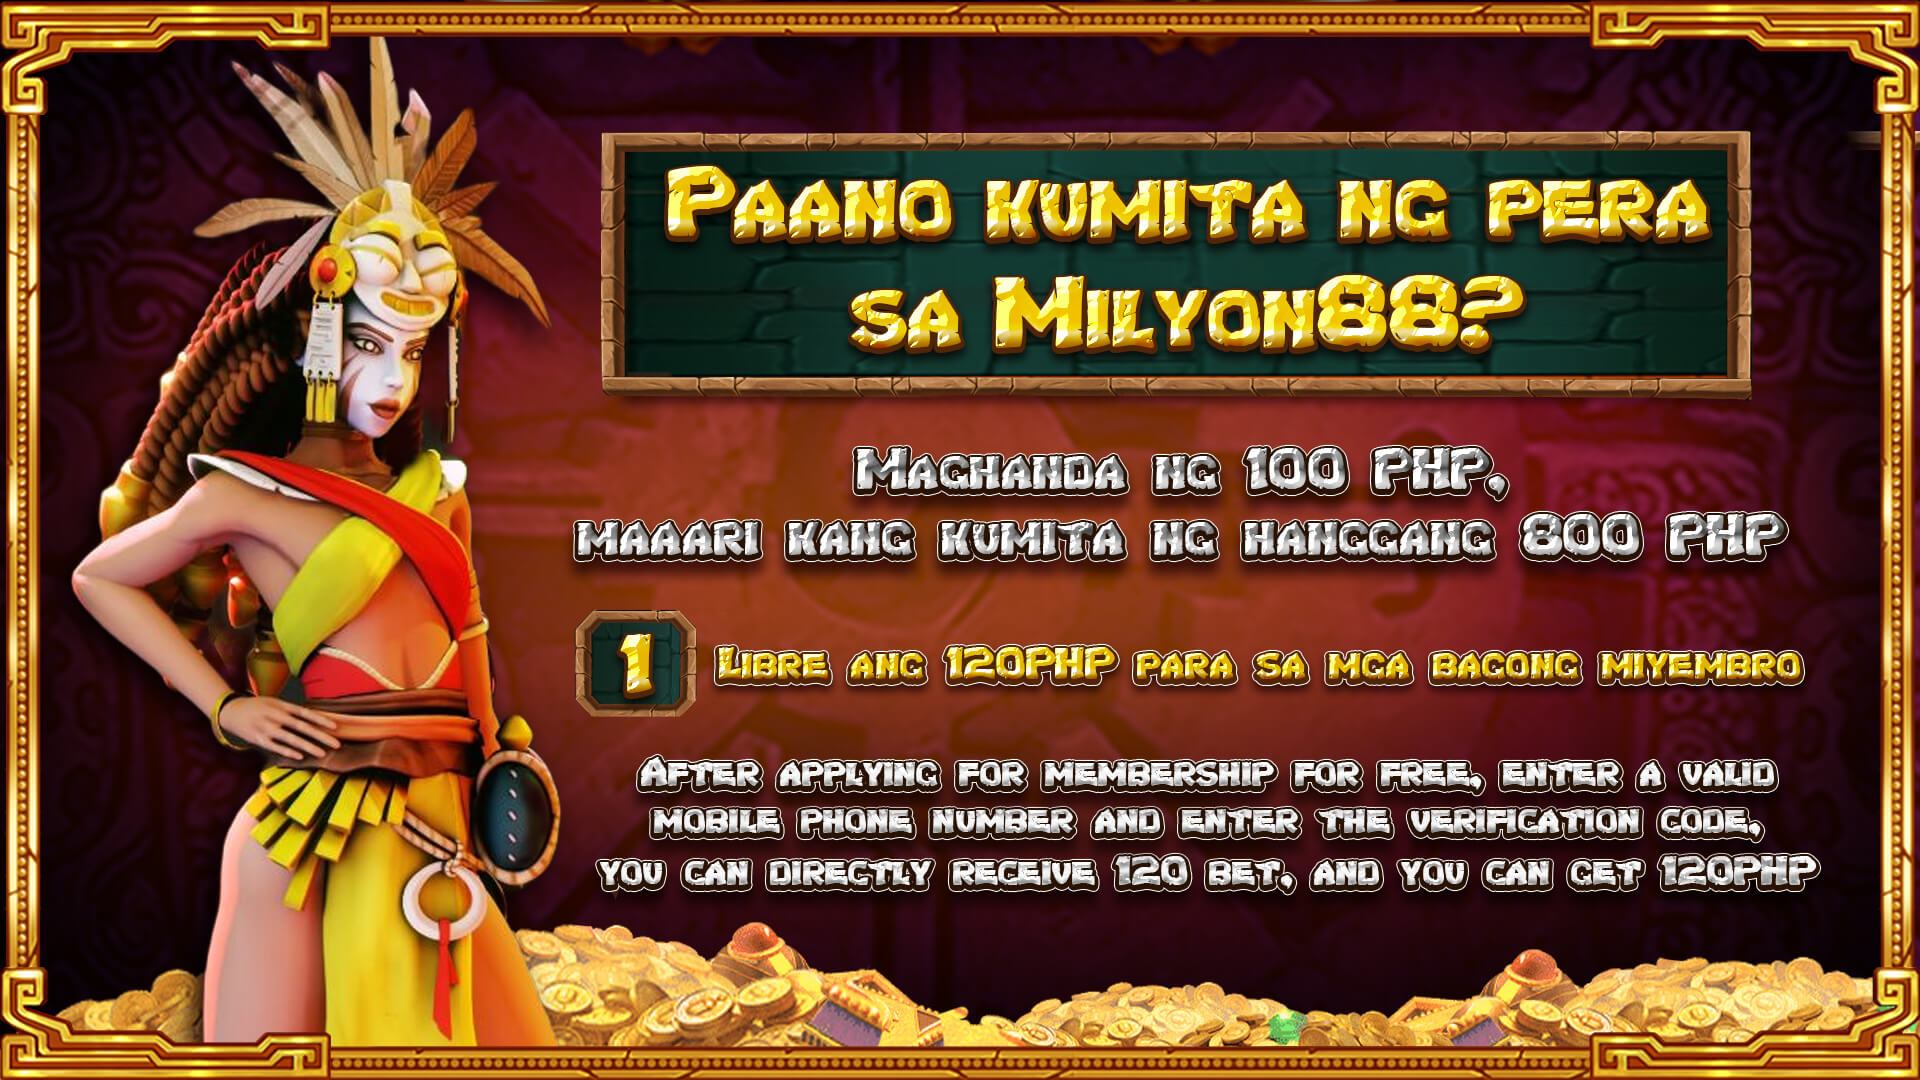 Paano kumita ng pera
sa Milyon88?
Maghanda ng 100 PHP,
maaari kang kumita ng hanggang 800 PHP
1 Libre ang 120PHP para sa mga bagong miyembro
After applying for membership for free, enter a valid
mobile phone number and enter the verification code,
you can directly receive 120 bet, and you can get 120PHP